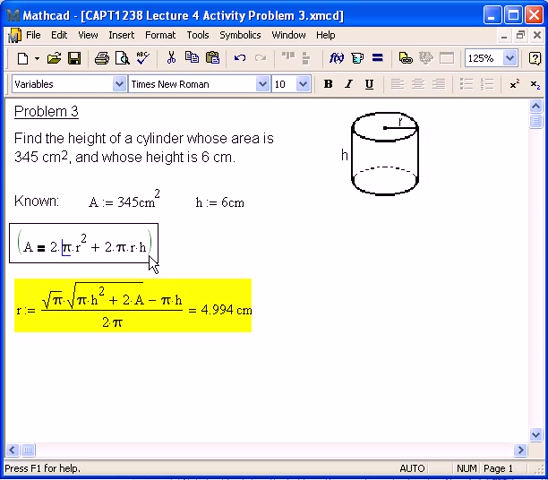 Mathcad - [CAPT1238 Lecture 4 Activity Problem 3.xmcd]
File Edit View Insert Format Tools Symbolics Window Help
125%
Variables Times New Roman 10 B I U x² x₂
Problem 3
Find the height of a cylinder whose area is
345 cm2, and whose height is 6 cm.
r
h
Known: A := 345cm² h := 6cm
(A = 2·π·r² + 2·π·r·h)
r := (√π·√(π·h² + 2·A) − π·h) / (2·π) = 4.994 cm
Press F1 for help. AUTO NUM Page 1